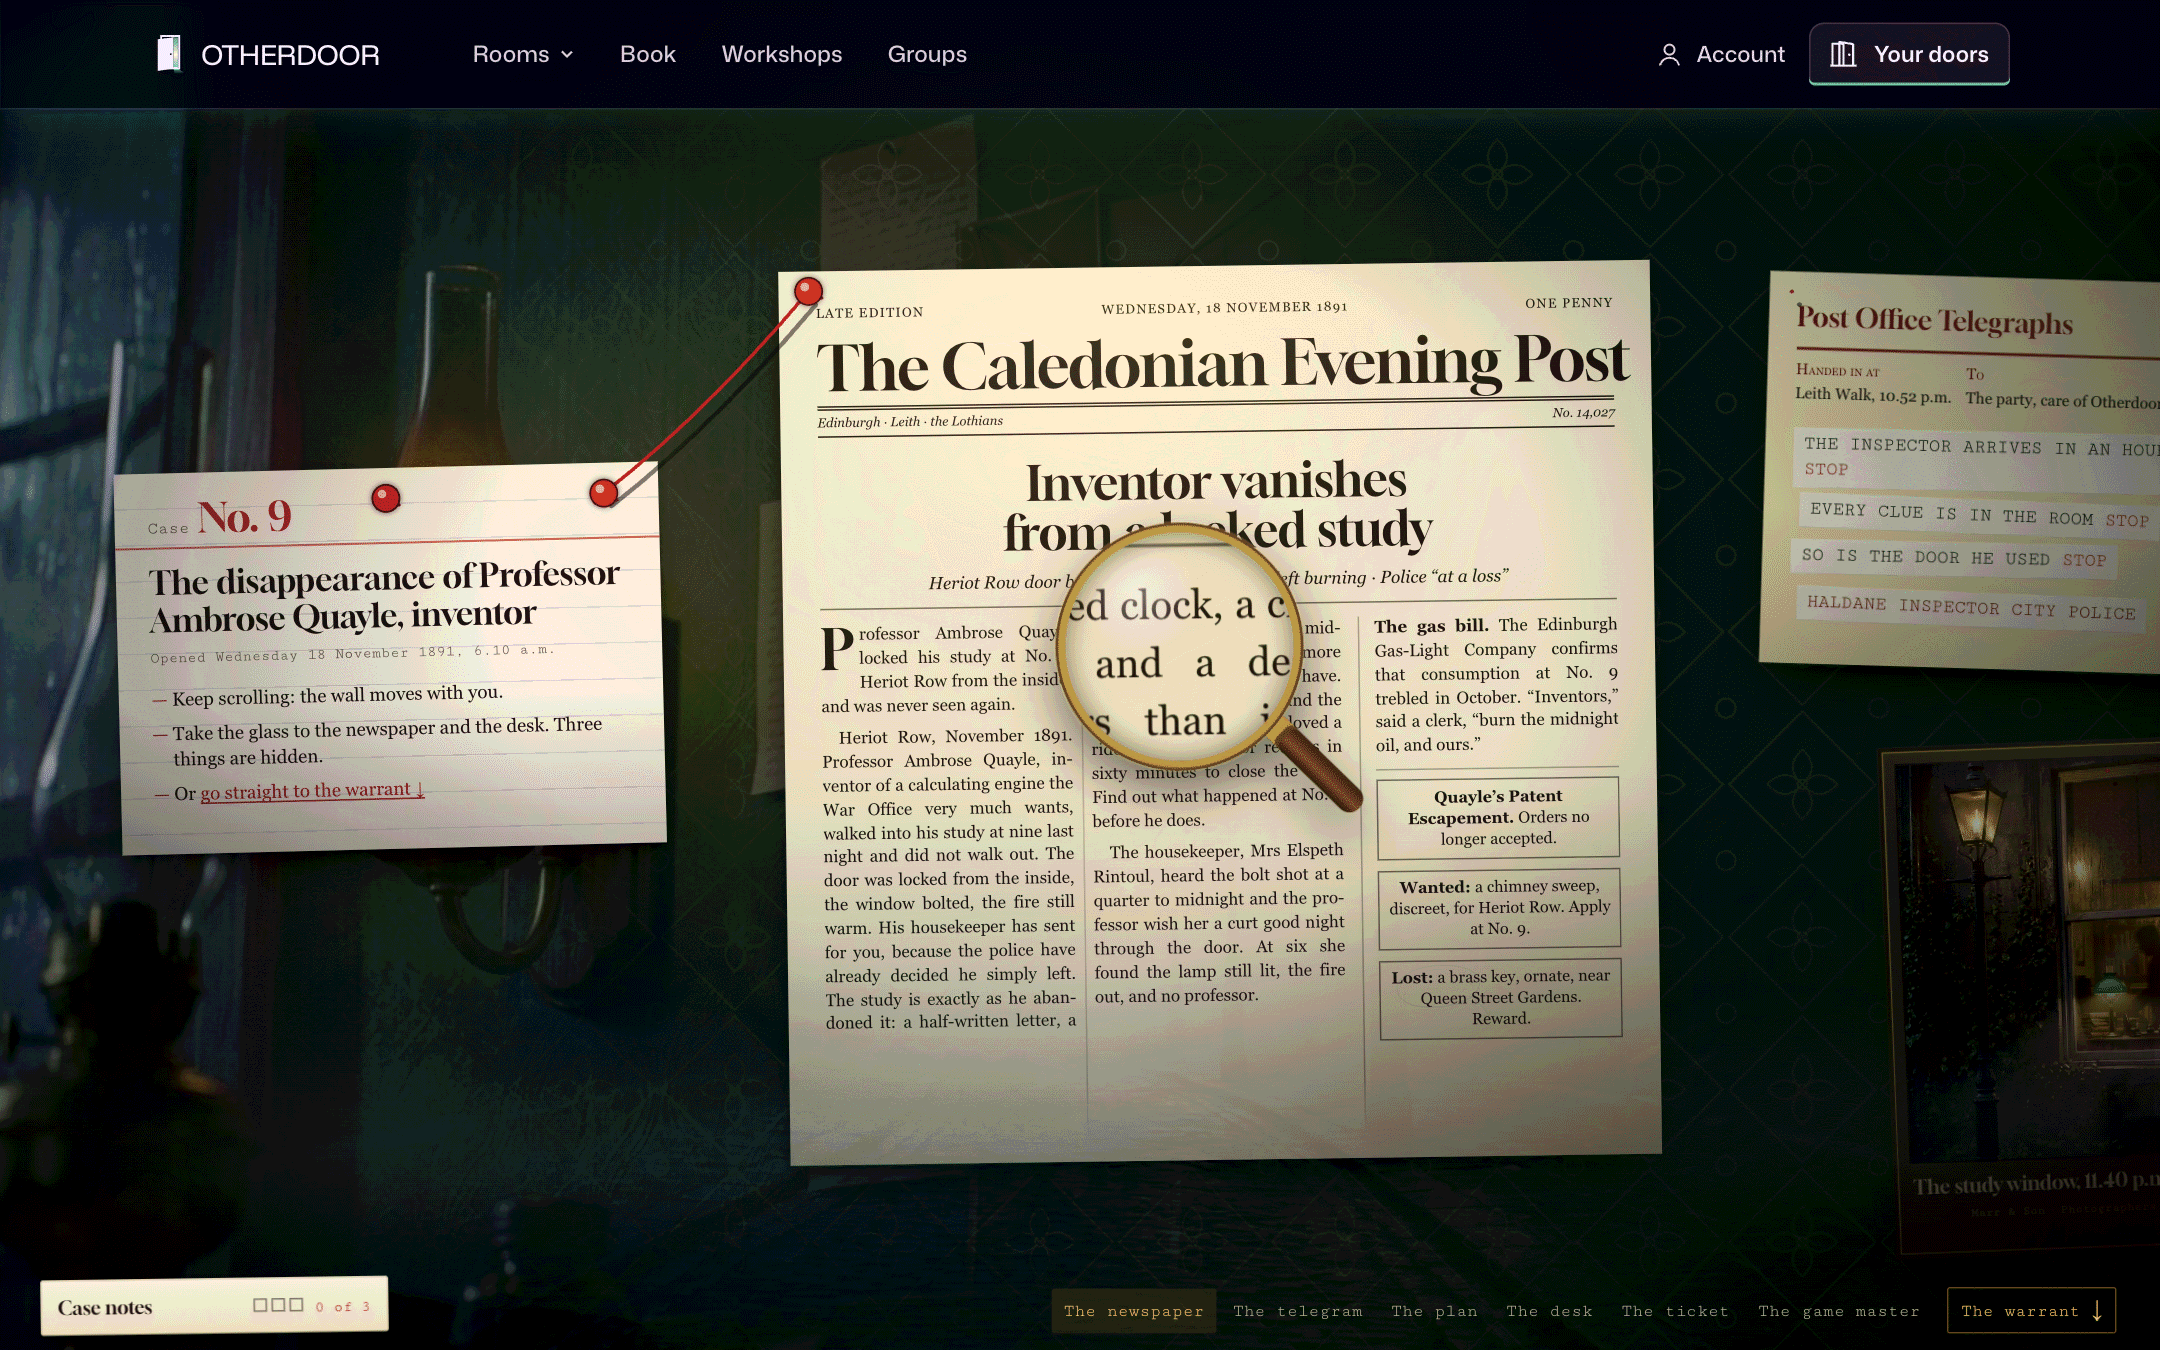 OTHERDOOR
Rooms
Book
Workshops
Groups
Account
Your doors
Case No. 9
The disappearance of Professor
Ambrose Quayle, inventor
Opened Wednesday 18 November 1891, 6.10 a.m.
— Keep scrolling: the wall moves with you.
— Take the glass to the newspaper and the desk. Three
things are hidden.
— Or go straight to the warrant ↓
LATE EDITION
WEDNESDAY, 18 NOVEMBER 1891
ONE PENNY
The Caledonian Evening Post
Edinburgh · Leith · the Lothians
No. 14,027
Inventor vanishes
from a locked study
Heriot Row door
left burning · Police “at a loss”
ed clock, a
and a de
than
Professor Ambrose
locked his study at No.
Heriot Row from the
and was never seen again.
Heriot Row, November 1891.
Professor Ambrose Quayle, in-
ventor of a calculating engine the
War Office very much wants,
walked into his study at nine last
night and did not walk out. The
door was locked from the inside,
the window bolted, the fire still
warm. His housekeeper has sent
for you, because the police have
already decided he simply left.
The study is exactly as he aban-
doned it: a half-written letter, a
mid-
more
have.
and the
loved a
in
sixty minutes to close the
Find out what happened at No.
before he does.
The housekeeper, Mrs Elspeth
Rintoul, heard the bolt shot at a
quarter to midnight and the pro-
fessor wish her a curt good night
through the door. At six she
found the lamp still lit, the fire
out, and no professor.
The gas bill. The Edinburgh
Gas-Light Company confirms
that consumption at No. 9
trebled in October. “Inventors,”
said a clerk, “burn the midnight
oil, and ours.”
Quayle’s Patent
Escapement. Orders no
longer accepted.
Wanted: a chimney sweep,
discreet, for Heriot Row. Apply
at No. 9.
Lost: a brass key, ornate, near
Queen Street Gardens.
Reward.
Post Office Telegraphs
Handed in at
Leith Walk, 10.52 p.m.
To
The party, care of Otherdoor
THE INSPECTOR ARRIVES IN AN HOUR
STOP
EVERY CLUE IS IN THE ROOM STOP
SO IS THE DOOR HE USED STOP
HALDANE INSPECTOR CITY POLICE
The study window, 11.40 p.m
Marr & Son Photographers
Case notes
0 of 3
The newspaper
The telegram
The plan
The desk
The ticket
The game master
The warrant ↓